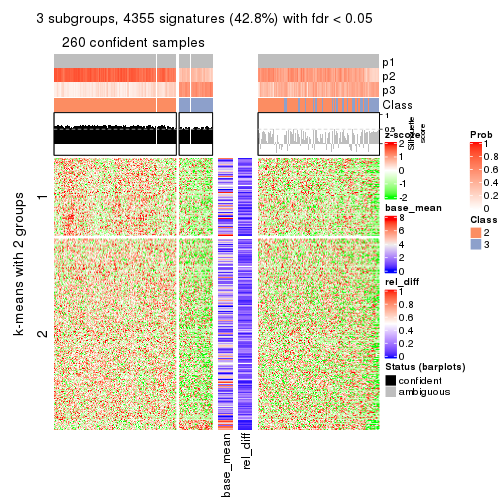 3 subgroups, 4355 signatures (42.8%) with fdr < 0.05
260 confident samples
p1
p2
p3
Class
1
0.5
0
Silhouette
score
k-means with 2 groups
1
2
base_mean
rel_diff
z-score
2
1
0
-1
-2
base_mean
8
6
4
2
0
rel_diff
1
0.8
0.6
0.4
0.2
0
Status (barplots)
confident
ambiguous
Prob
1
0.8
0.6
0.4
0.2
0
Class
2
3